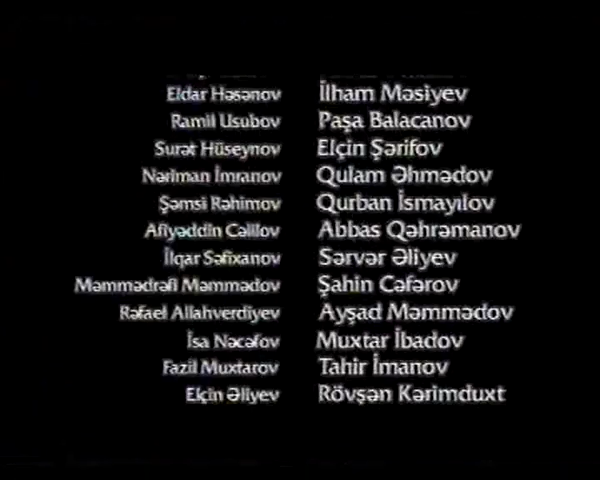 Eldar Həsənov İlham Məsiyev
Ramil Usubov Paşa Balacanov
Surət Hüseynov Elçin Şərifov
Nəriman İmranov Qulam Əhmədov
Şəmsi Rəhimov Qurban İsmayılov
Afiyəddin Cəlilov Abbas Qəhrəmanov
İlqar Səfixanov Sərvər Əliyev
Məmmədrəfi Məmmədov Şahin Cəfərov
Rəfael Allahverdiyev Ayşad Məmmədov
İsa Nəcəfov Muxtar İbadov
Fazil Muxtarov Tahir İmanov
Elçin Əliyev Rövşən Kərimduxt